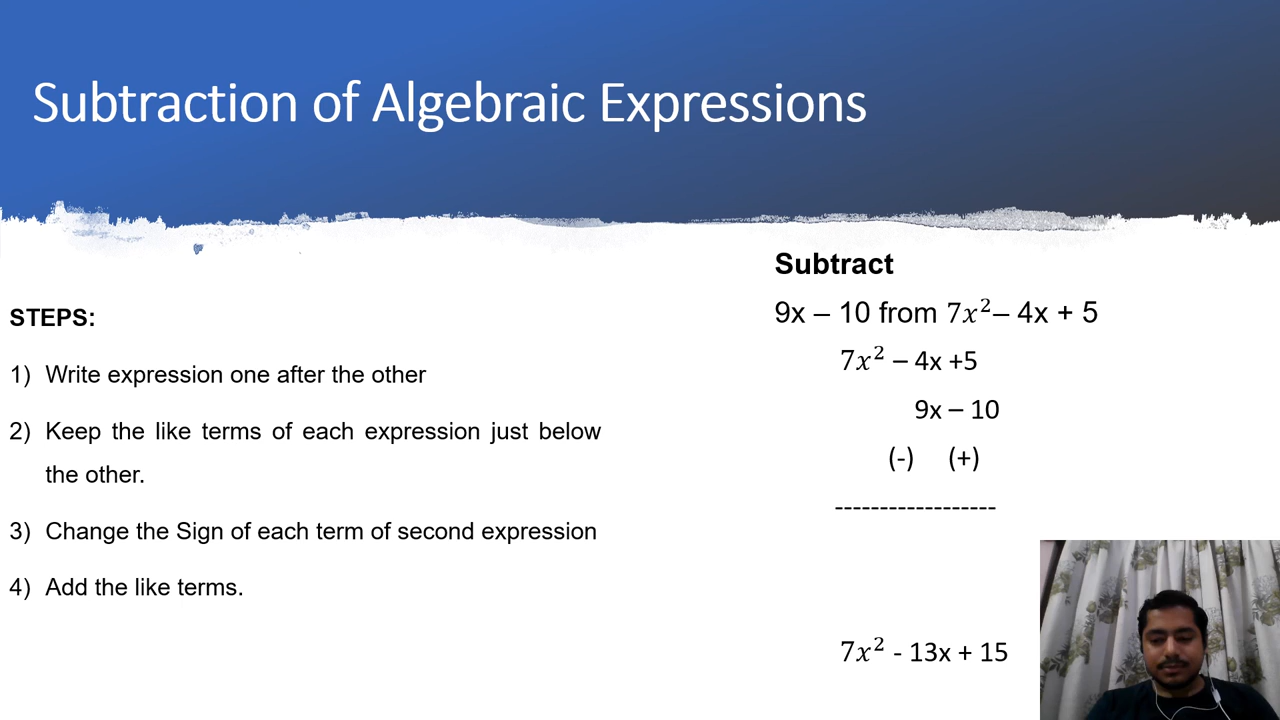 Subtraction of Algebraic Expressions
STEPS:
1) Write expression one after the other
2) Keep the like terms of each expression just below
the other.
3) Change the Sign of each term of second expression
4) Add the like terms.
Subtract
9x – 10 from 7𝑥²– 4x + 5
7𝑥² – 4x +5
9x – 10
(-) (+)
------------------
7𝑥² - 13x + 15